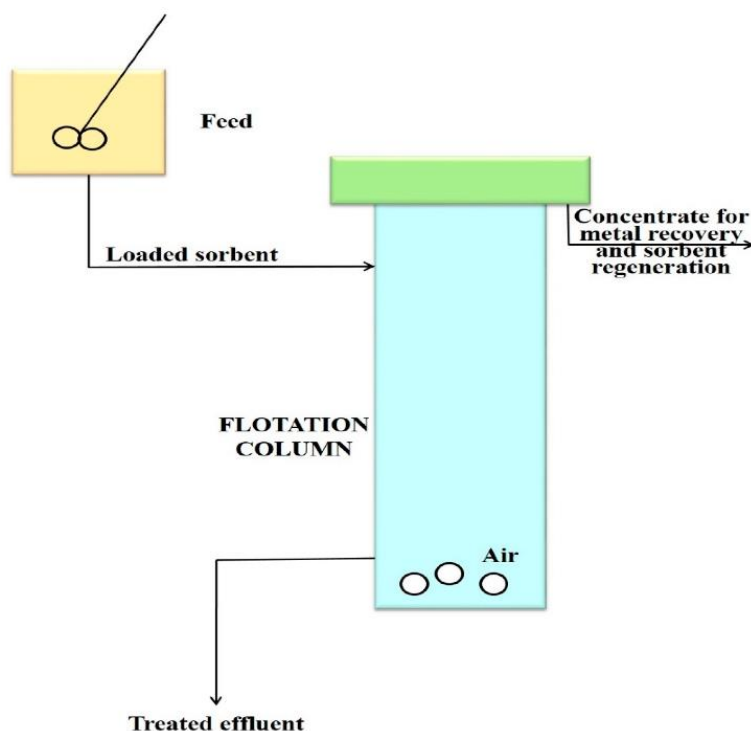 Feed
Loaded sorbent
Concentrate for
metal recovery
and sorbent
regeneration
FLOTATION
COLUMN
Air
Treated effluent